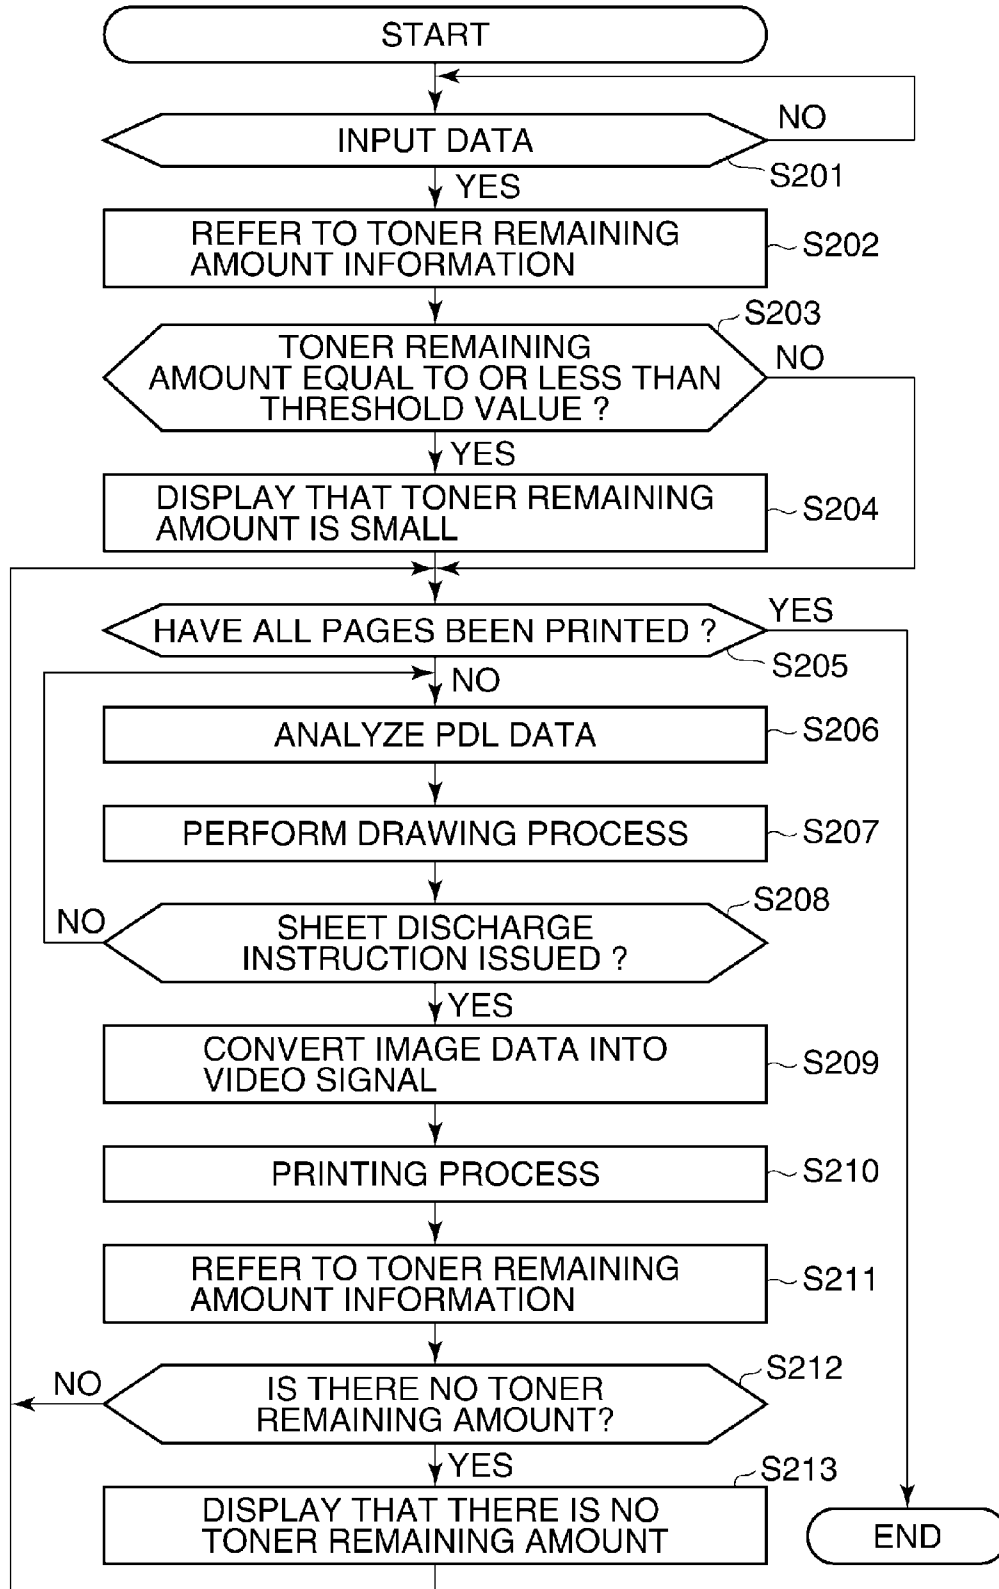 START
NO
INPUT DATA
S201
YES
REFER TO TONER REMAINING
AMOUNT INFORMATION
S202
S203
TONER REMAINING
AMOUNT EQUAL TO OR LESS THAN
THRESHOLD VALUE ?
NO
YES
DISPLAY THAT TONER REMAINING
AMOUNT IS SMALL
S204
YES
HAVE ALL PAGES BEEN PRINTED ?
S205
NO
ANALYZE PDL DATA
S206
PERFORM DRAWING PROCESS
S207
S208
NO
SHEET DISCHARGE
INSTRUCTION ISSUED ?
YES
CONVERT IMAGE DATA INTO
VIDEO SIGNAL
S209
PRINTING PROCESS
S210
REFER TO TONER REMAINING
AMOUNT INFORMATION
S211
S212
NO
IS THERE NO TONER
REMAINING AMOUNT?
YES
S213
DISPLAY THAT THERE IS NO
TONER REMAINING AMOUNT
END